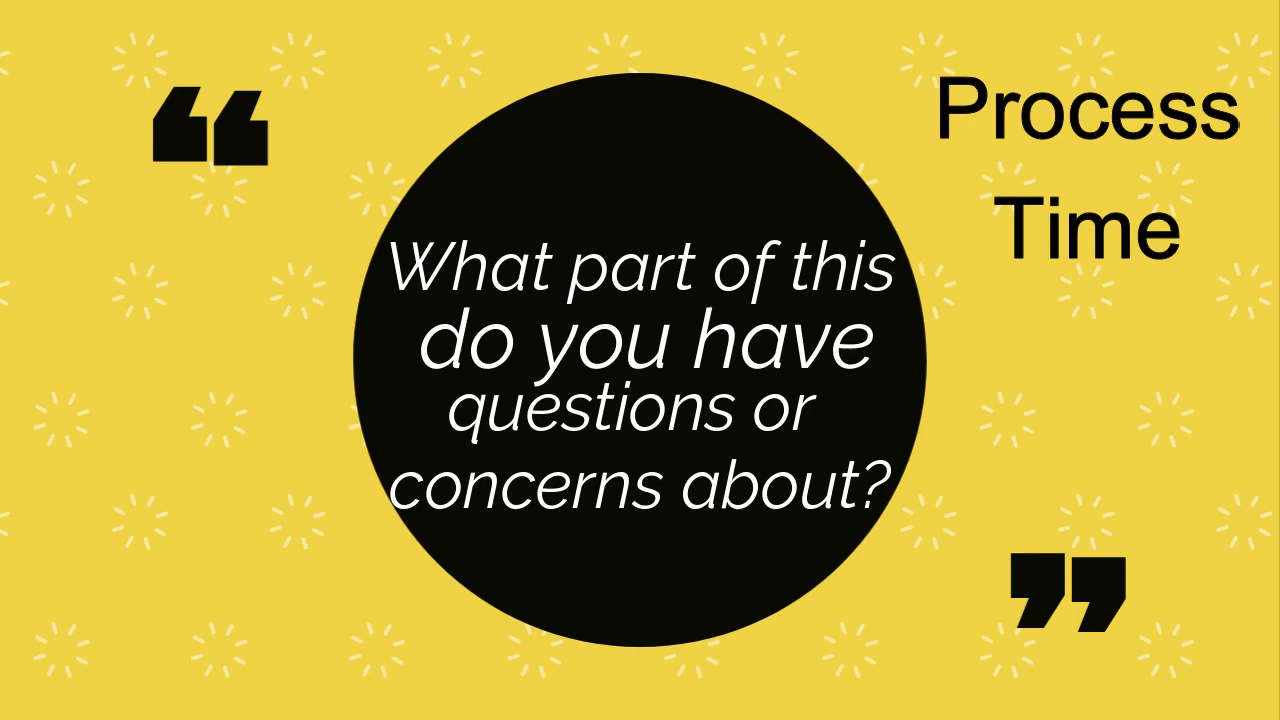 Process
Time
What part of this
do you have
questions or
concerns about?